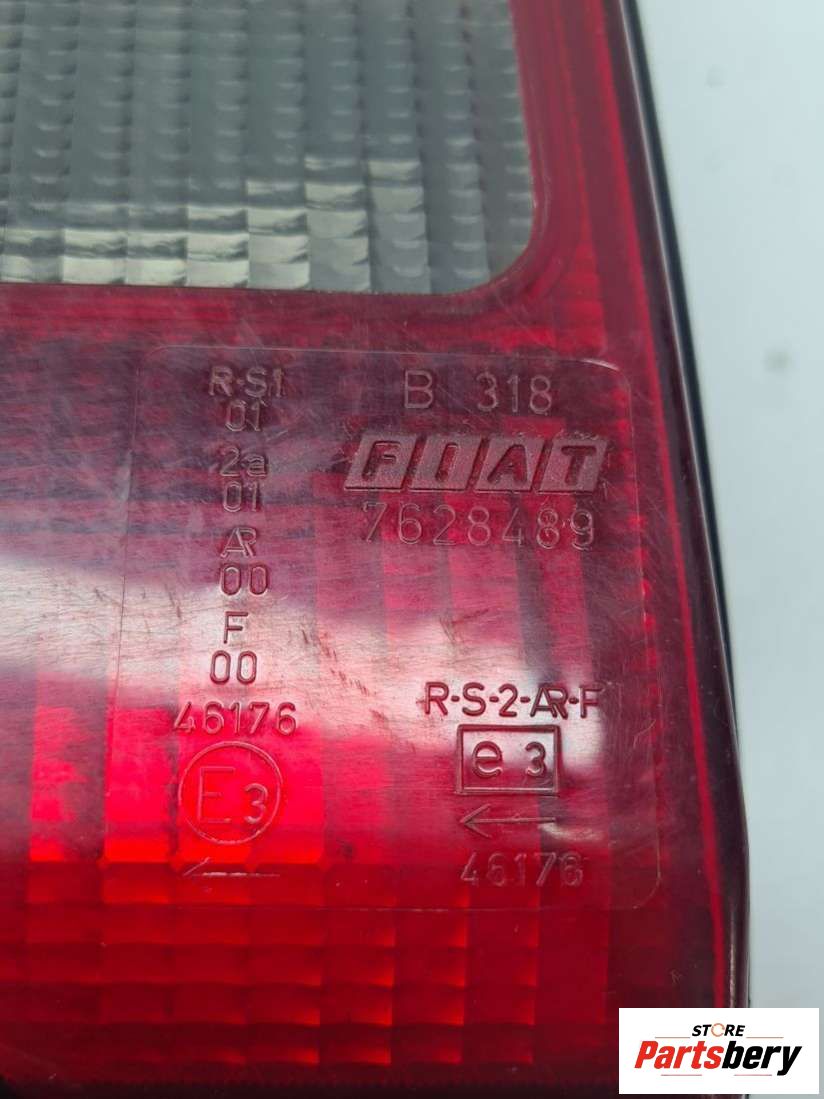 R-S1
01
2a
01
AR
00
F
00
46176
E3
B 318
FIAT
7628489
R-S-2-AR-F
e3
46176
STORE
Partsbery